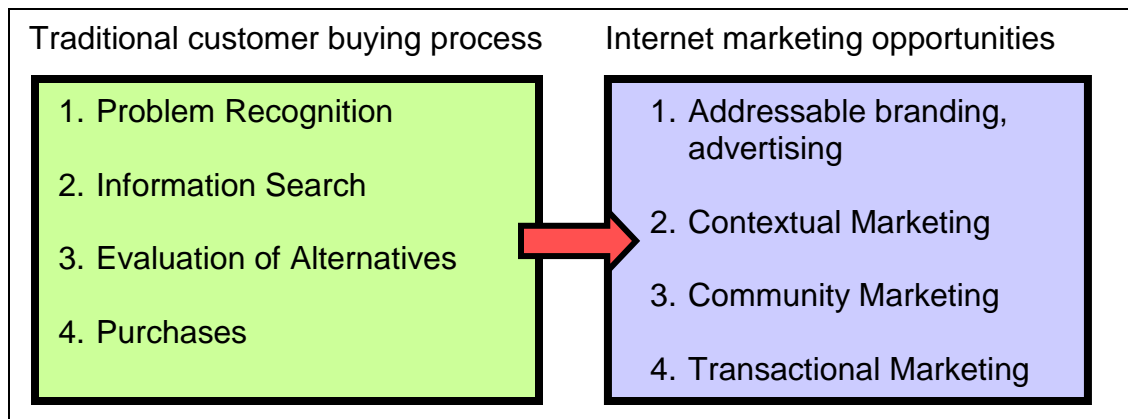 Traditional customer buying process
1. Problem Recognition
2. Information Search
3. Evaluation of Alternatives
4. Purchases
Internet marketing opportunities
1. Addressable branding,
advertising
2. Contextual Marketing
3. Community Marketing
4. Transactional Marketing